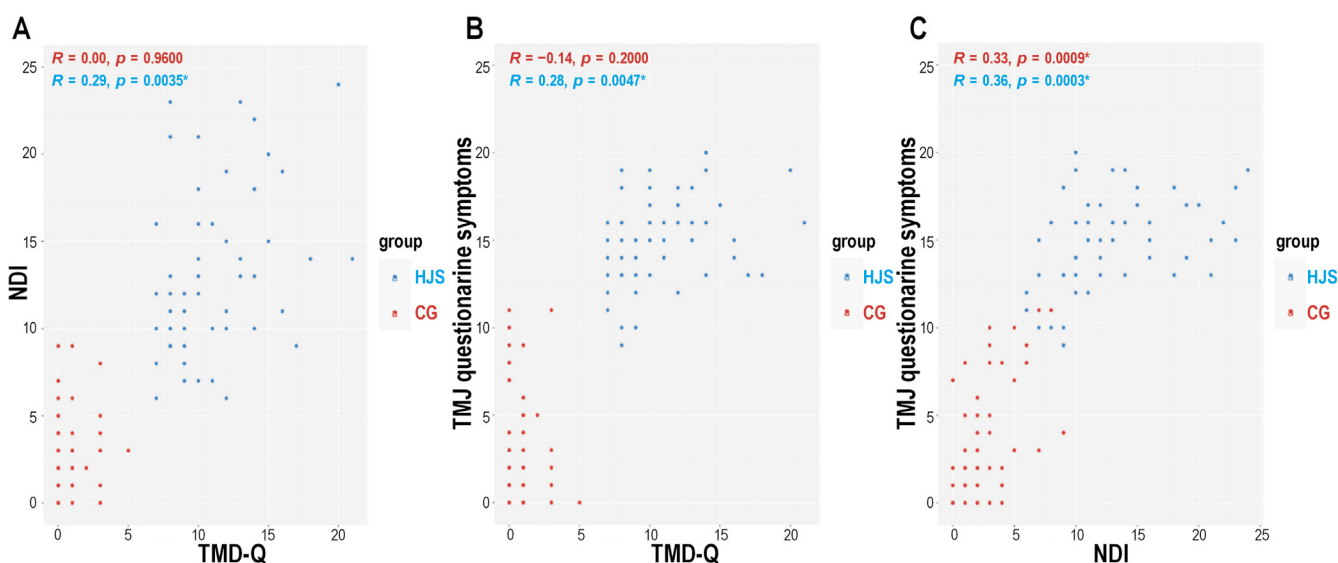 A
R = 0.00, p = 0.9600
R = 0.29, p = 0.0035*
NDI
25
20
15
10
5
0
0 5 10 15 20
TMD-Q
group
HJS
CG
B
R = −0.14, p = 0.2000
R = 0.28, p = 0.0047*
TMJ questionarine symptoms
25
20
15
10
5
0
0 5 10 15 20
TMD-Q
group
HJS
CG
C
R = 0.33, p = 0.0009*
R = 0.36, p = 0.0003*
TMJ questionarine symptoms
25
20
15
10
5
0
0 5 10 15 20 25
NDI
group
HJS
CG